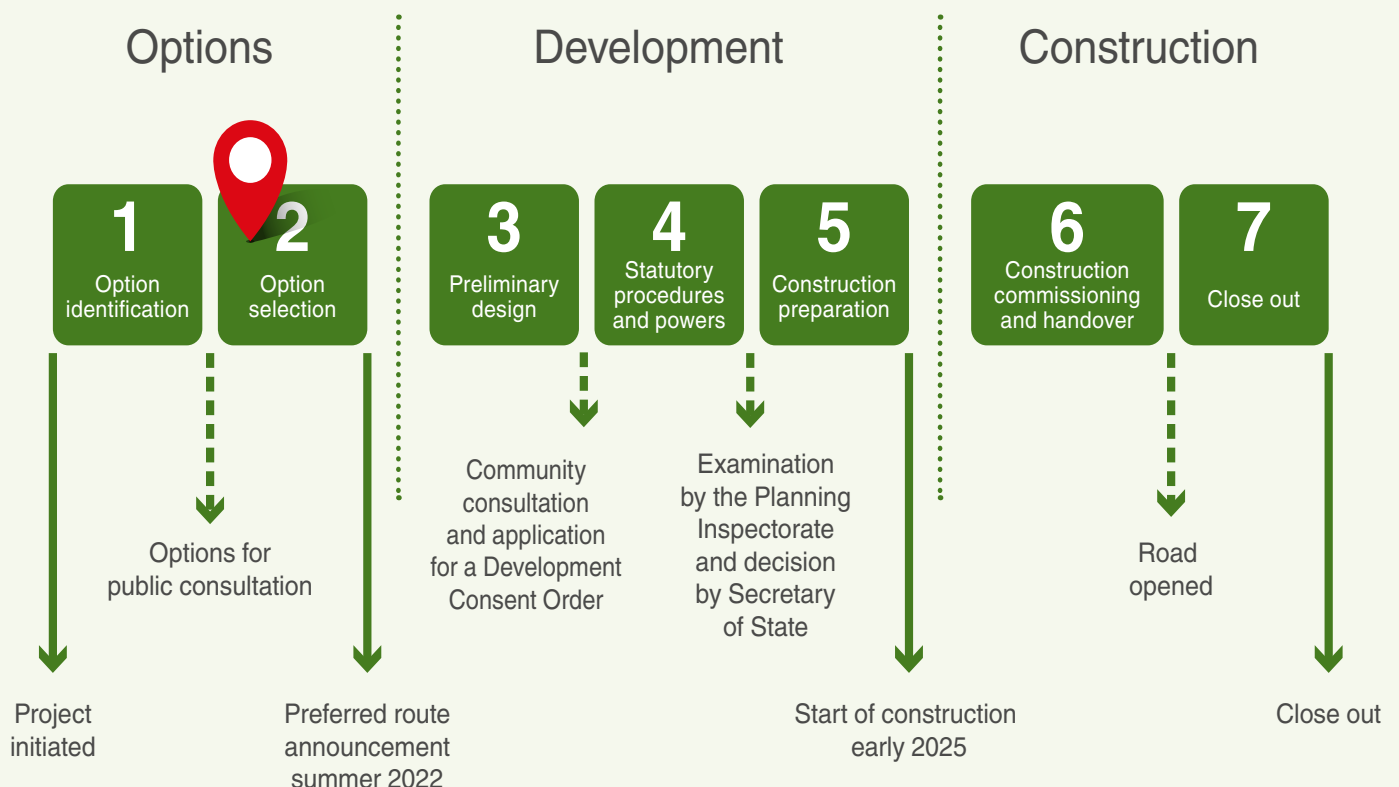 Options
Development
Construction
1
Option
identification
2
Option
selection
3
Preliminary
design
4
Statutory
procedures
and powers
5
Construction
preparation
6
Construction
commissioning
and handover
7
Close out
Options for
public consultation
Community
consultation
and application
for a Development
Consent Order
Examination
by the Planning
Inspectorate
and decision
by Secretary
of State
Road
opened
Project
initiated
Preferred route
announcement
summer 2022
Start of construction
early 2025
Close out